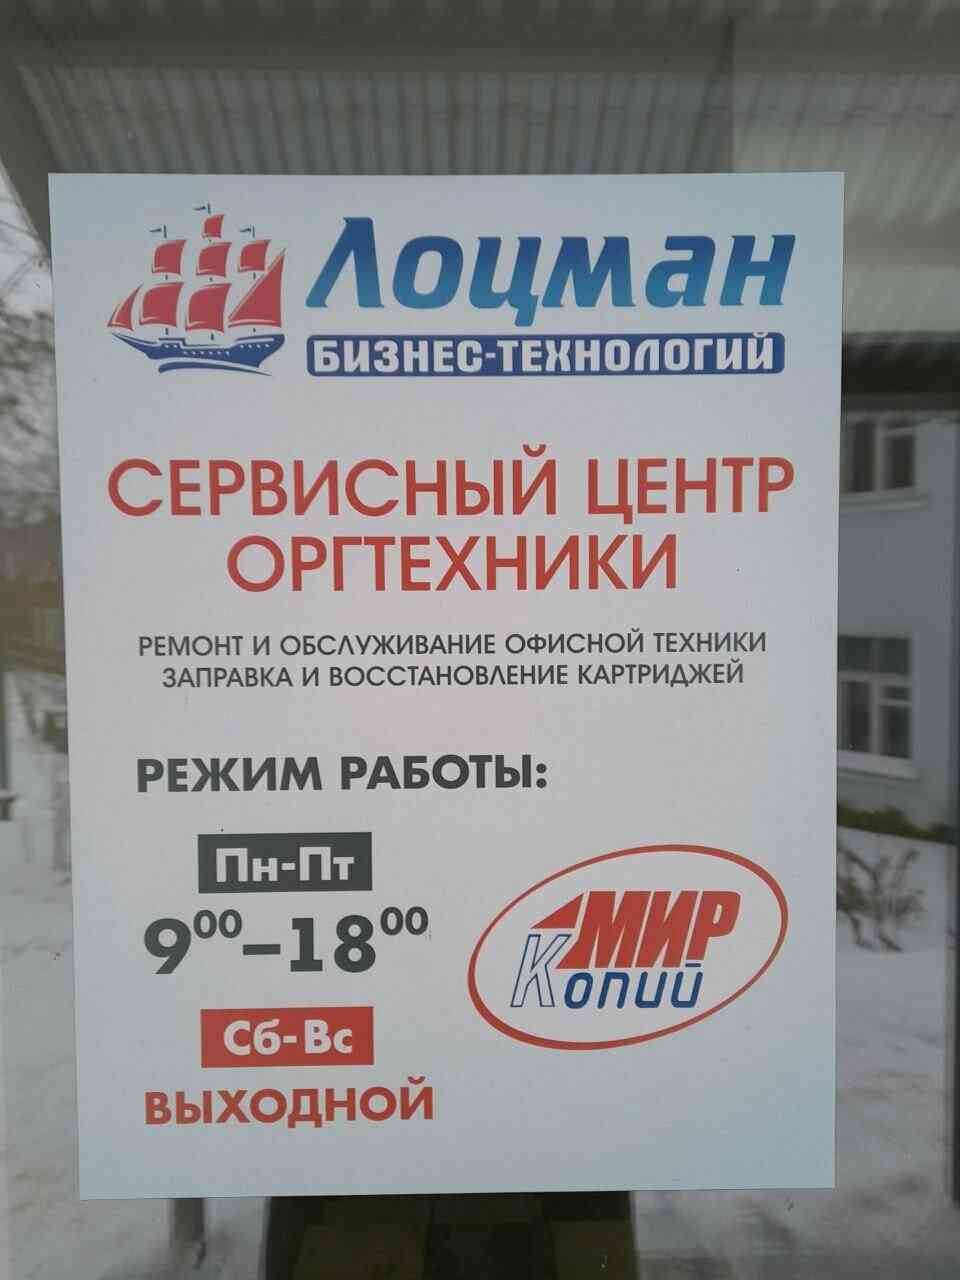 Лоцман
БИЗНЕС-ТЕХНОЛОГИЙ
СЕРВИСНЫЙ ЦЕНТР
ОРГТЕХНИКИ
РЕМОНТ И ОБСЛУЖИВАНИЕ ОФИСНОЙ ТЕХНИКИ
ЗАПРАВКА И ВОССТАНОВЛЕНИЕ КАРТРИДЖЕЙ
РЕЖИМ РАБОТЫ:
Пн-Пт
9⁰⁰–18⁰⁰
Сб-Вс
ВЫХОДНОЙ
МИР
Копий